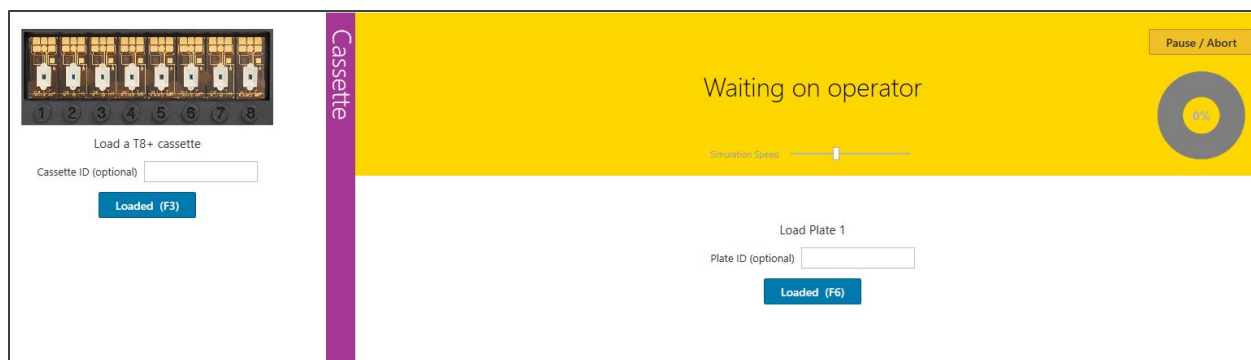 1 2 3 4 5 6 7 8
Load a T8+ cassette
Cassette ID (optional)
Loaded (F3)
Cassette
Pause / Abort
Waiting on operator
0%
Simulation Speed
Load Plate 1
Plate ID (optional)
Loaded (F6)